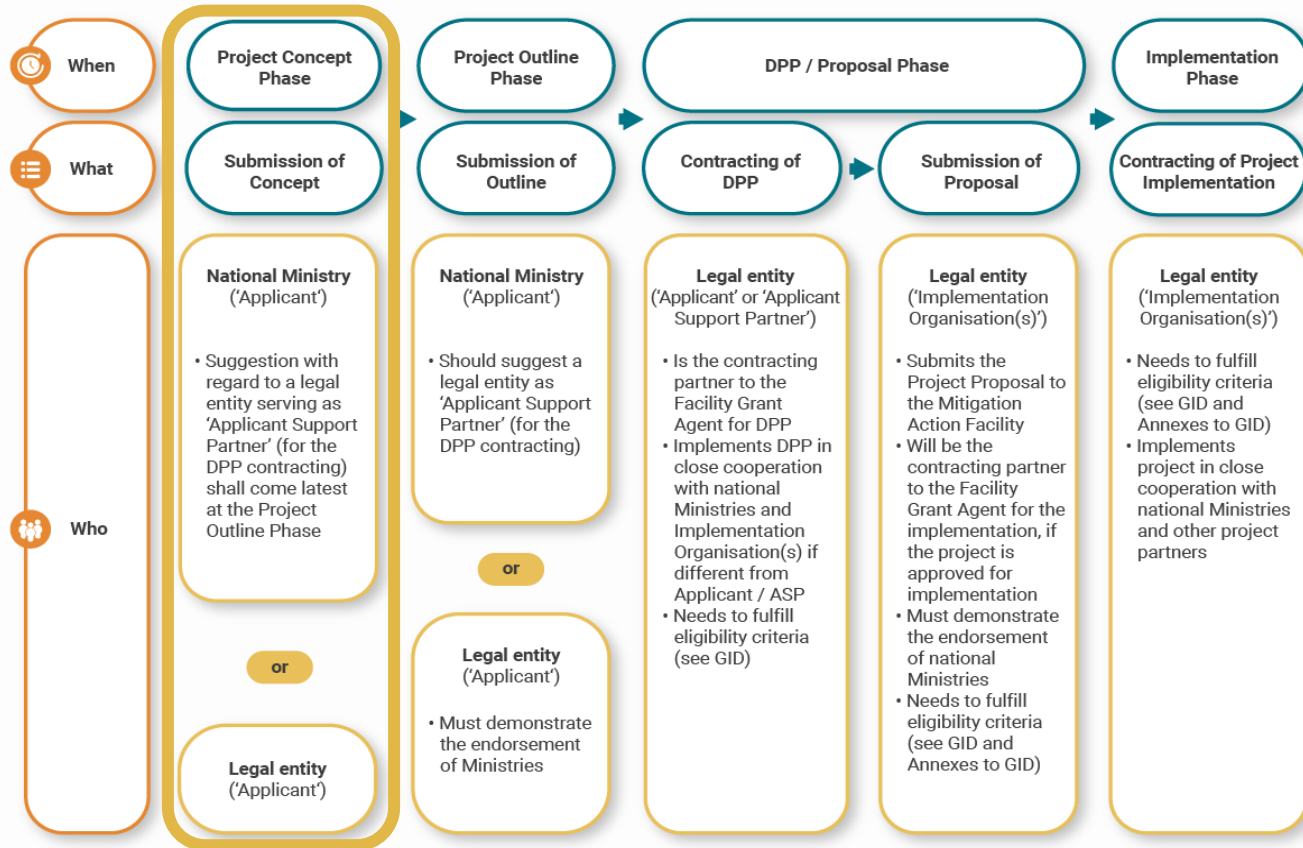 When
Project Concept
Phase
Project Outline
Phase
DPP / Proposal Phase
Implementation
Phase
What
Submission of
Concept
Submission of
Outline
Contracting of
DPP
Submission of
Proposal
Contracting of Project
Implementation
Who
National Ministry
(‘Applicant‘)
• Suggestion with
regard to a legal
entity serving as
‘Applicant Support
Partner’ (for the
DPP contracting)
shall come latest
at the Project
Outline Phase
or
Legal entity
(‘Applicant‘)
National Ministry
(‘Applicant‘)
• Should suggest a
legal entity as
‘Applicant Support
Partner’ (for the
DPP contracting)
or
Legal entity
(‘Applicant‘)
• Must demonstrate
the endorsement
of Ministries
Legal entity
(‘Applicant’ or ‘Applicant
Support Partner’)
• Is the contracting
partner to the
Facility Grant
Agent for DPP
• Implements DPP in
close cooperation
with national
Ministries and
Implementation
Organisation(s) if
different from
Applicant / ASP
• Needs to fulfill
eligibility criteria
(see GID)
Legal entity
(‘Implementation
Organisation(s)’)
• Submits the
Project Proposal to
the Mitigation
Action Facility
• Will be the
contracting partner
to the Facility
Grant Agent for the
implementation, if
the project is
approved for
implementation
• Must demonstrate
the endorsement
of national
Ministries
• Needs to fulfill
eligibility criteria
(see GID and
Annexes to GID)
Legal entity
(‘Implementation
Organisation(s)’)
• Needs to fulfill
eligibility criteria
(see GID and
Annexes to GID)
• Implements
project in close
cooperation with
national Ministries
and other project
partners